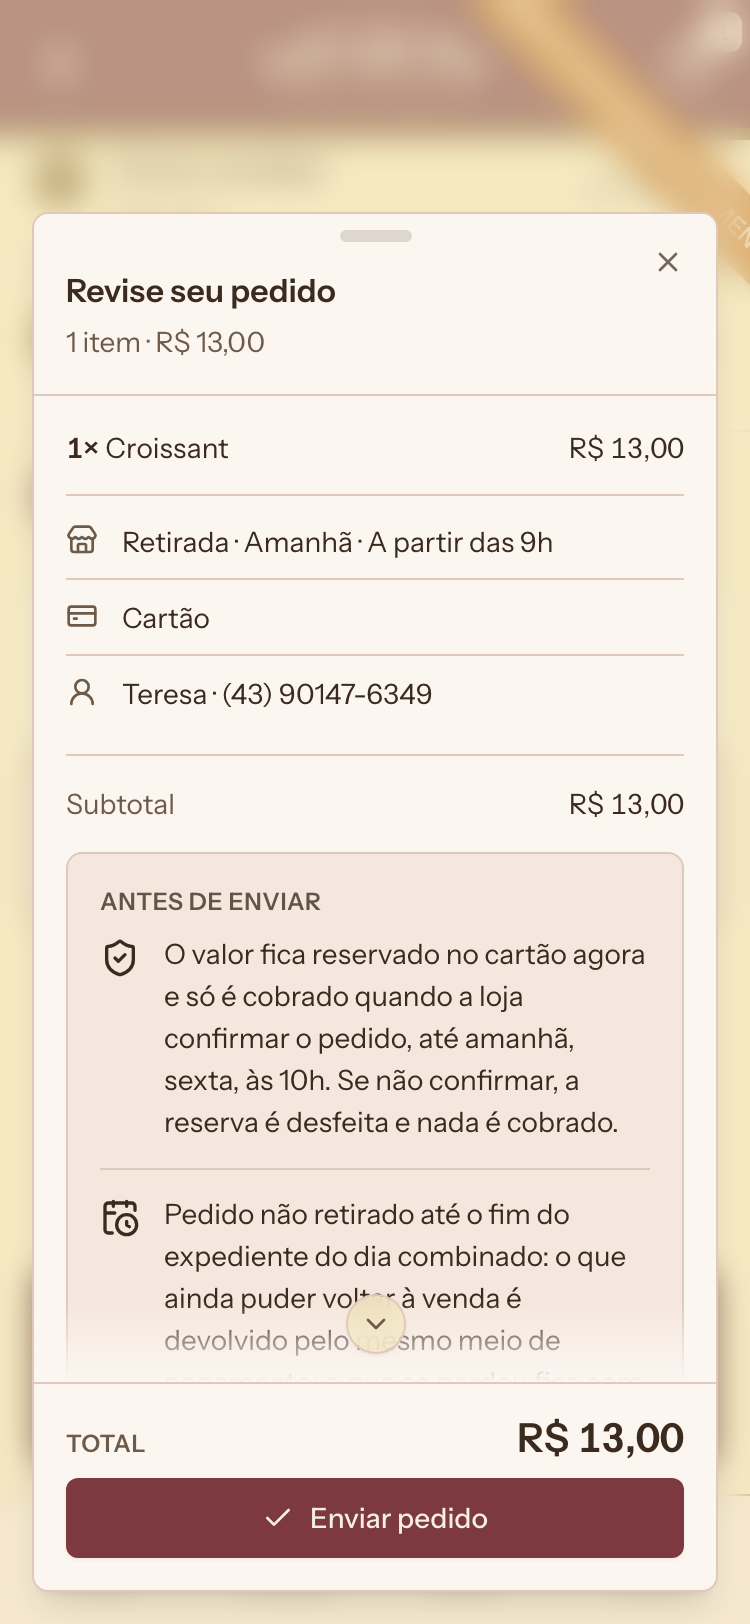 Revise seu pedido
1 item · R$ 13,00
1× Croissant R$ 13,00
Retirada · Amanhã · A partir das 9h
Cartão
Teresa · (43) 90147-6349
Subtotal R$ 13,00
ANTES DE ENVIAR
O valor fica reservado no cartão agora
e só é cobrado quando a loja
confirmar o pedido, até amanhã,
sexta, às 10h. Se não confirmar, a
reserva é desfeita e nada é cobrado.
Pedido não retirado até o fim do
expediente do dia combinado: o que
ainda puder voltar à venda é
devolvido pelo mesmo meio de
TOTAL R$ 13,00
Enviar pedido